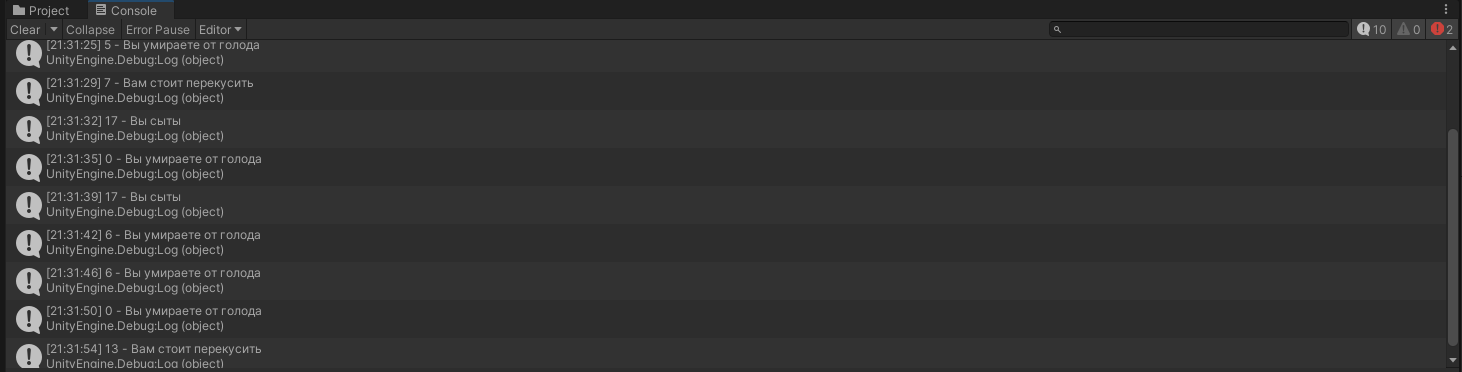 Project
Console
Clear
Collapse
Error Pause
Editor
10
0
2
[21:31:25] 5 - Вы умираете от голода
UnityEngine.Debug:Log (object)
[21:31:29] 7 - Вам стоит перекусить
UnityEngine.Debug:Log (object)
[21:31:32] 17 - Вы сыты
UnityEngine.Debug:Log (object)
[21:31:35] 0 - Вы умираете от голода
UnityEngine.Debug:Log (object)
[21:31:39] 17 - Вы сыты
UnityEngine.Debug:Log (object)
[21:31:42] 6 - Вы умираете от голода
UnityEngine.Debug:Log (object)
[21:31:46] 6 - Вы умираете от голода
UnityEngine.Debug:Log (object)
[21:31:50] 0 - Вы умираете от голода
UnityEngine.Debug:Log (object)
[21:31:54] 13 - Вам стоит перекусить
UnityEngine.Debug:Log (object)